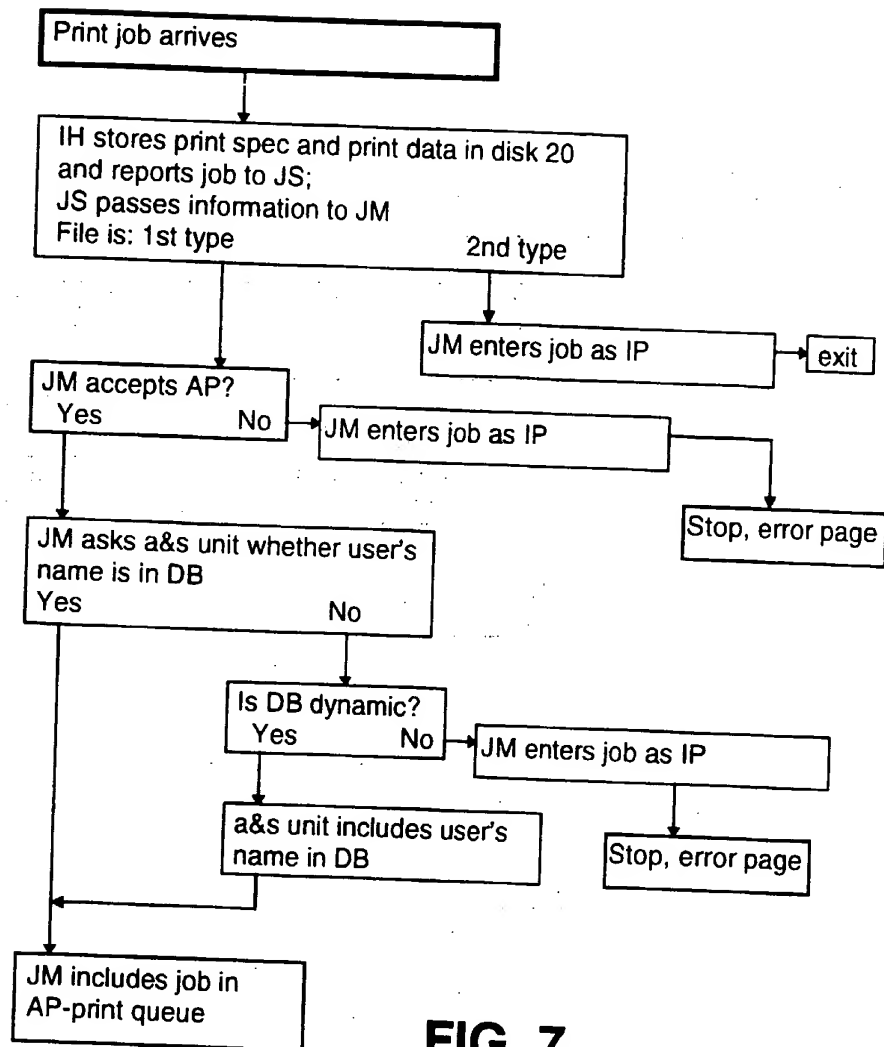 Print job arrives
IH stores print spec and print data in disk 20
and reports job to JS;
JS passes information to JM
File is: 1st type 2nd type
JM enters job as IP
exit
JM accepts AP?
Yes No
JM enters job as IP
Stop, error page
JM asks a&s unit whether user's
name is in DB
Yes No
Is DB dynamic?
Yes No
JM enters job as IP
a&s unit includes user's
name in DB
Stop, error page
JM includes job in
AP-print queue
FIG. 7